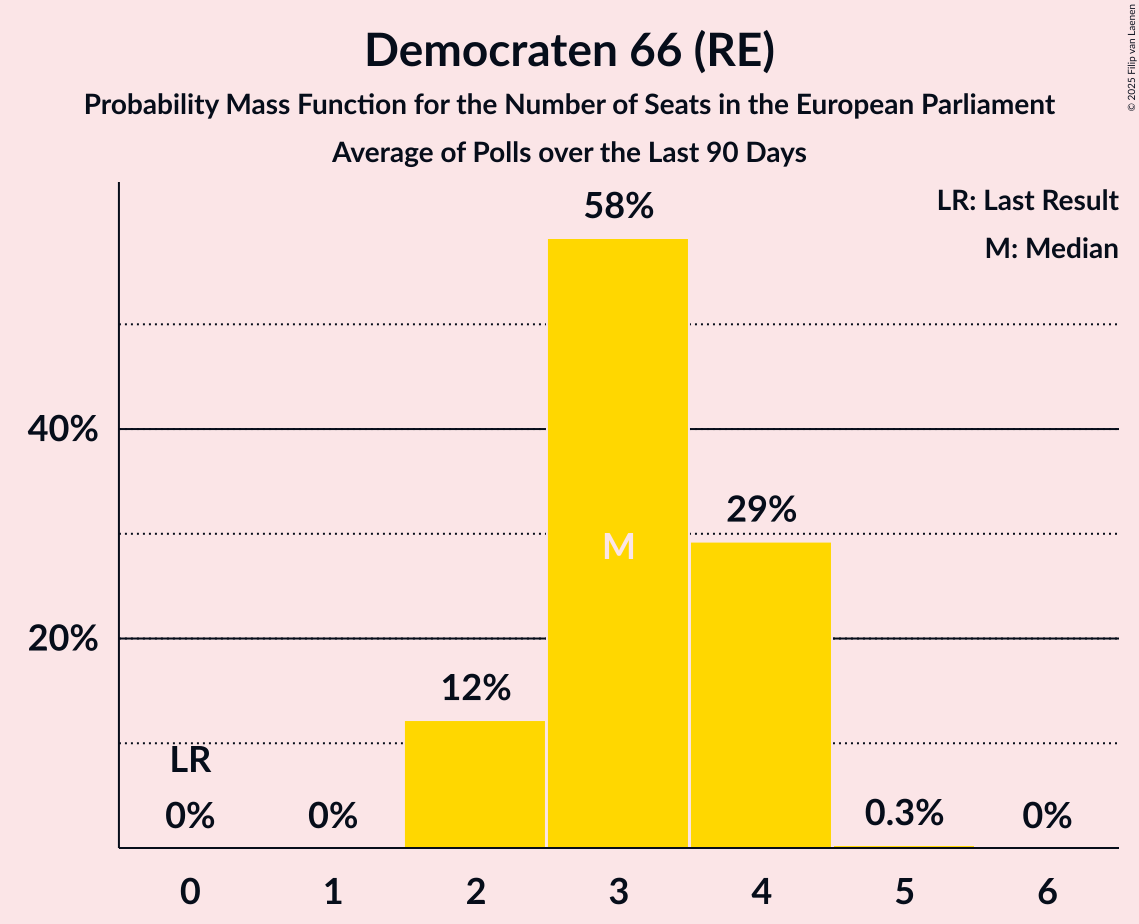 Democraten 66 (RE)
Probability Mass Function for the Number of Seats in the European Parliament
Average of Polls over the Last 90 Days
© 2025 Filip van Laenen
LR: Last Result
M: Median
58%
40%
29%
M
20%
12%
LR
0%
0%
0.3%
0%
0
1
2
3
4
5
6